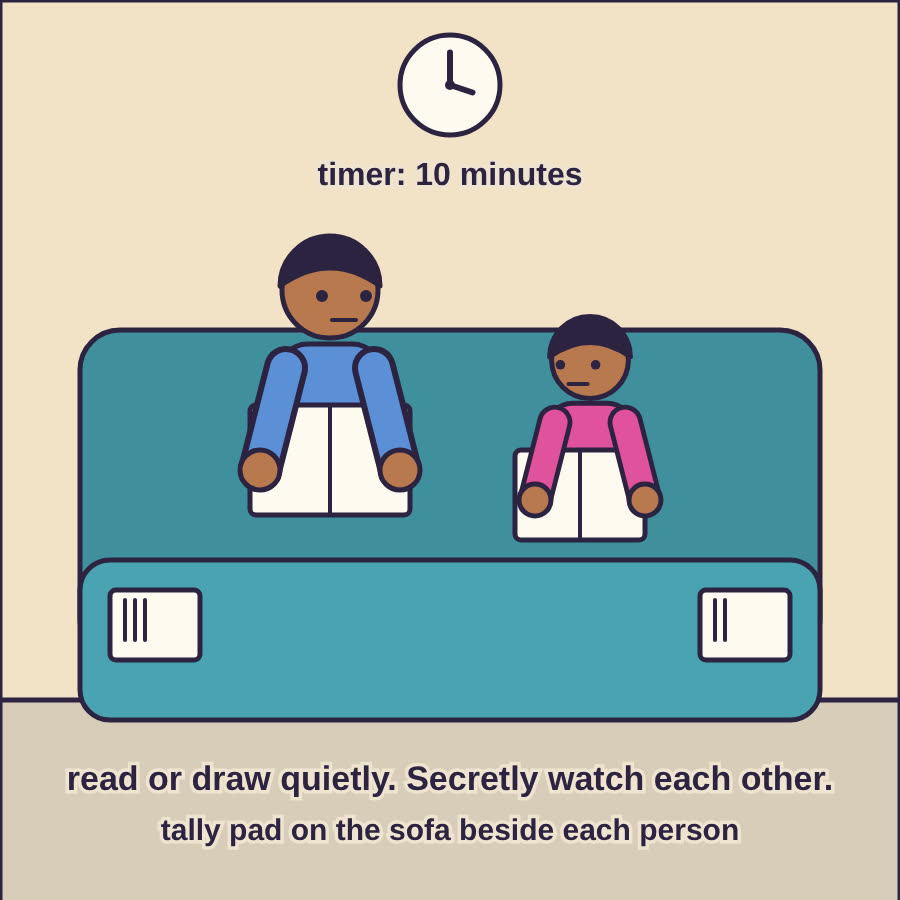 timer: 10 minutes
read or draw quietly. Secretly watch each other.
tally pad on the sofa beside each person